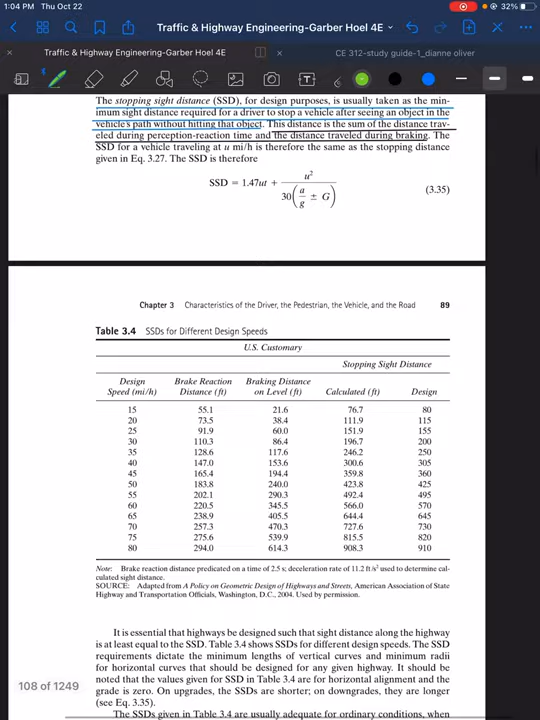 1:04 PM Thu Oct 22
32%
Traffic & Highway Engineering-Garber Hoel 4E
Traffic & Highway Engineering-Garber Hoel 4E
CE 312-study guide-1_dianne oliver
The stopping sight distance (SSD), for design purposes, is usually taken as the min-
imum sight distance required for a driver to stop a vehicle after seeing an object in the
vehicle's path without hitting that object. This distance is the sum of the distance trav-
eled during perception-reaction time and the distance traveled during braking. The
SSD for a vehicle traveling at u mi/h is therefore the same as the stopping distance
given in Eq. 3.27. The SSD is therefore
SSD = 1.47ut + u² / 30(a/g ± G) (3.35)
Chapter 3 Characteristics of the Driver, the Pedestrian, the Vehicle, and the Road 89
Table 3.4 SSDs for Different Design Speeds
U.S. Customary
Stopping Sight Distance
Design Brake Reaction Braking Distance
Speed (mi/h) Distance (ft) on Level (ft) Calculated (ft) Design
15 55.1 21.6 76.7 80
20 73.5 38.4 111.9 115
25 91.9 60.0 151.9 155
30 110.3 86.4 196.7 200
35 128.6 117.6 246.2 250
40 147.0 153.6 300.6 305
45 165.4 194.4 359.8 360
50 183.8 240.0 423.8 425
55 202.1 290.3 492.4 495
60 220.5 345.5 566.0 570
65 238.9 405.5 644.4 645
70 257.3 470.3 727.6 730
75 275.6 539.9 815.5 820
80 294.0 614.3 908.3 910
Note: Brake reaction distance predicated on a time of 2.5 s; deceleration rate of 11.2 ft/s² used to determine cal-
culated sight distance.
SOURCE: Adapted from A Policy on Geometric Design of Highways and Streets, American Association of State
Highway and Transportation Officials, Washington, D.C., 2004. Used by permission.
It is essential that highways be designed such that sight distance along the highway
is at least equal to the SSD. Table 3.4 shows SSDs for different design speeds. The SSD
requirements dictate the minimum lengths of vertical curves and minimum radii
for horizontal curves that should be designed for any given highway. It should be
noted that the values given for SSD in Table 3.4 are for horizontal alignment and the
grade is zero. On upgrades, the SSDs are shorter; on downgrades, they are longer
(see Eq. 3.35).
The SSDs given in Table 3.4 are usually adequate for ordinary conditions, when
108 of 1249